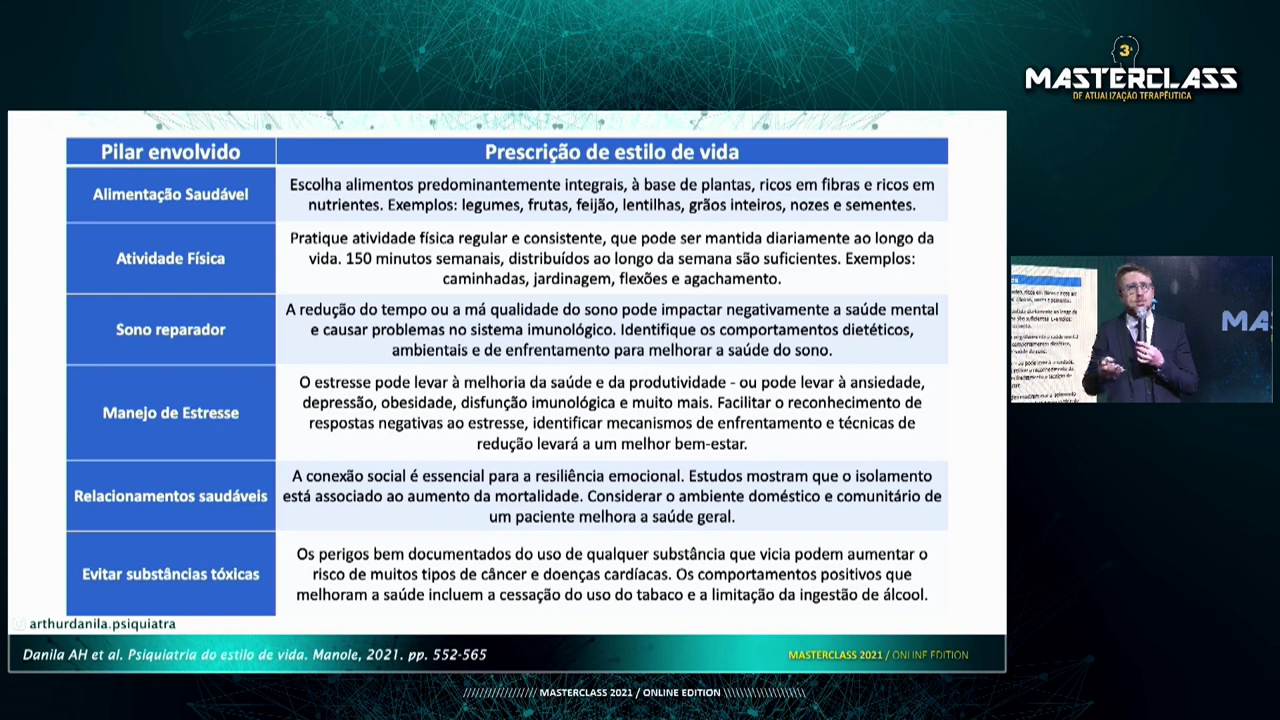 3ª
MASTERCLASS
DE ATUALIZAÇÃO TERAPÊUTICA
Pilar envolvido
Prescrição de estilo de vida
Alimentação Saudável
Escolha alimentos predominantemente integrais, à base de plantas, ricos em fibras e ricos em
nutrientes. Exemplos: legumes, frutas, feijão, lentilhas, grãos inteiros, nozes e sementes.
Atividade Física
Pratique atividade física regular e consistente, que pode ser mantida diariamente ao longo da
vida. 150 minutos semanais, distribuídos ao longo da semana são suficientes. Exemplos:
caminhadas, jardinagem, flexões e agachamento.
Sono reparador
A redução do tempo ou a má qualidade do sono pode impactar negativamente a saúde mental
e causar problemas no sistema imunológico. Identifique os comportamentos dietéticos,
ambientais e de enfrentamento para melhorar a saúde do sono.
Manejo de Estresse
O estresse pode levar à melhoria da saúde e da produtividade - ou pode levar à ansiedade,
depressão, obesidade, disfunção imunológica e muito mais. Facilitar o reconhecimento de
respostas negativas ao estresse, identificar mecanismos de enfrentamento e técnicas de
redução levará a um melhor bem-estar.
Relacionamentos saudáveis
A conexão social é essencial para a resiliência emocional. Estudos mostram que o isolamento
está associado ao aumento da mortalidade. Considerar o ambiente doméstico e comunitário de
um paciente melhora a saúde geral.
Evitar substâncias tóxicas
Os perigos bem documentados do uso de qualquer substância que vicia podem aumentar o
risco de muitos tipos de câncer e doenças cardíacas. Os comportamentos positivos que
melhoram a saúde incluem a cessação do uso do tabaco e a limitação da ingestão de álcool.
arthurdanila.psiquiatra
Danila AH et al. Psiquiatria do estilo de vida. Manole, 2021. pp. 552-565
MASTERCLASS 2021 / ONLINE EDITION
MAS
////////////////// MASTERCLASS 2021 / ONLINE EDITION \\\\\\\\\\\\\\\\\\